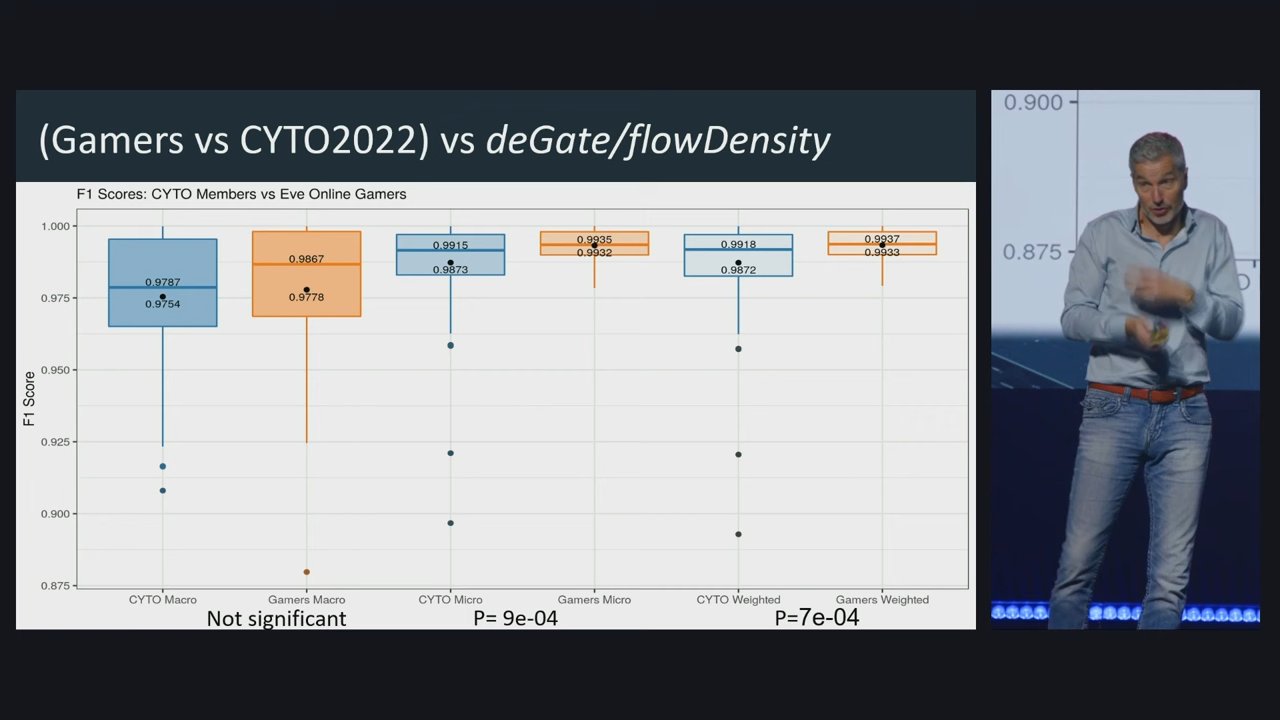 (Gamers vs CYTO2022) vs deGate/flowDensity
F1 Scores: CYTO Members vs Eve Online Gamers
F1 Score
1.000
0.975
0.950
0.925
0.900
0.875
0.9787
0.9754
0.9867
0.9778
0.9915
0.9873
0.9935
0.9932
0.9918
0.9872
0.9937
0.9933
CYTO Macro
Gamers Macro
CYTO Micro
Gamers Micro
CYTO Weighted
Gamers Weighted
Not significant
P= 9e-04
P=7e-04
0.900
0.875